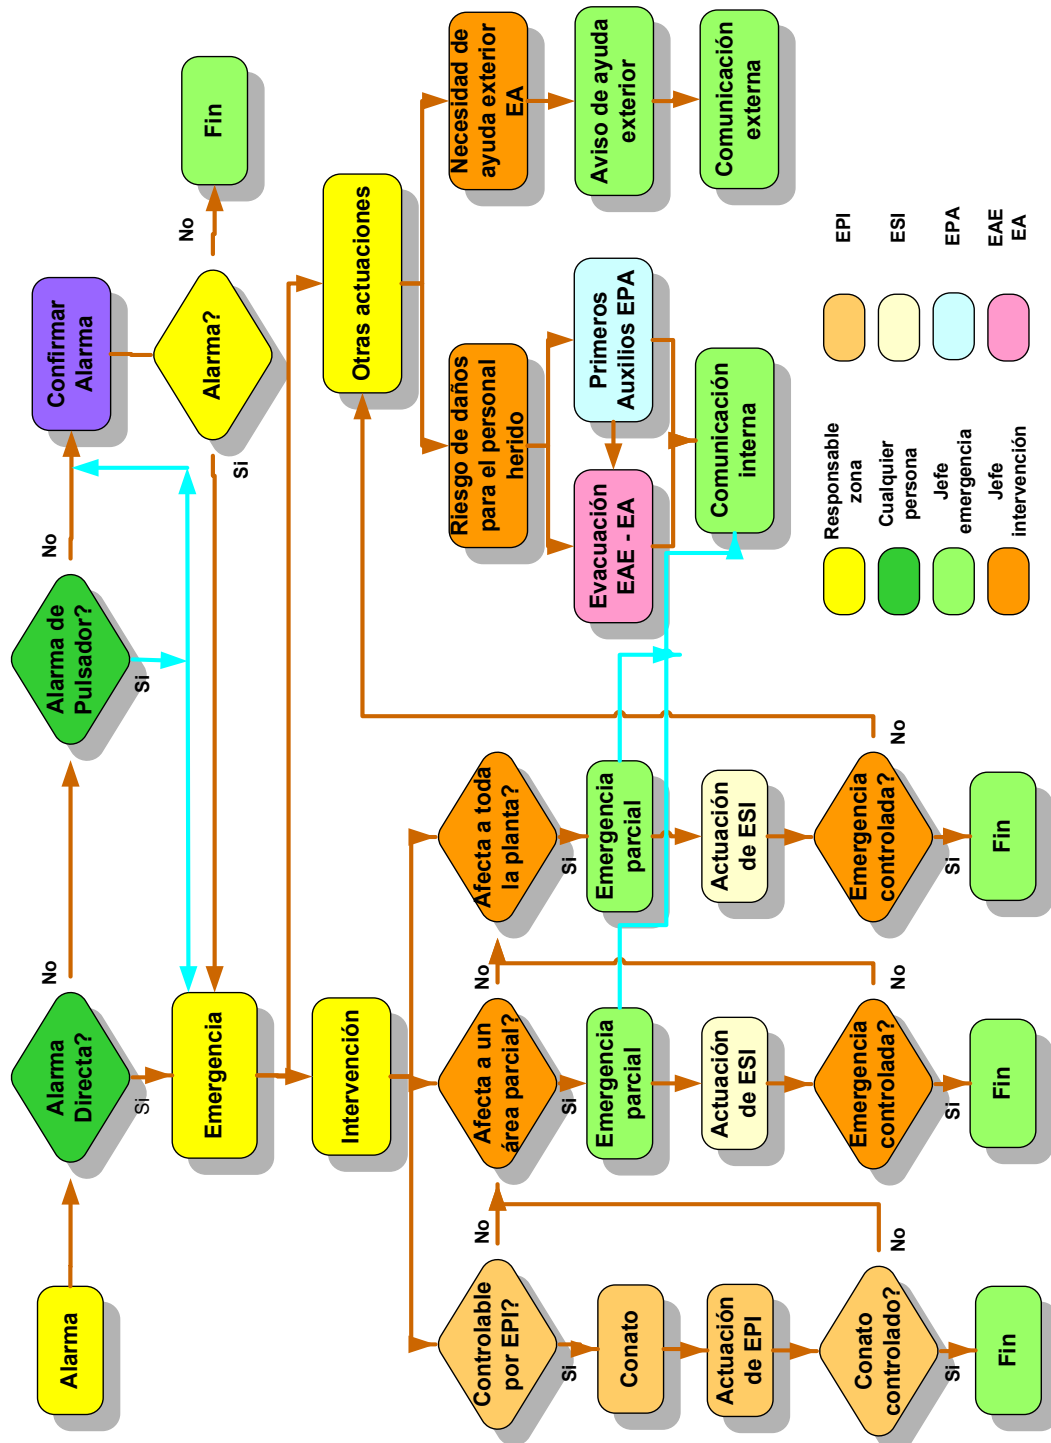 Alarma
Alarma
Directa?
No
Si
Alarma de
Pulsador?
No
Si
Confirmar
Alarma
Alarma?
No
Si
Fin
Emergencia
Intervención
Otras actuaciones
Controlable
por EPI?
No
Si
Conato
Actuación
de EPI
Conato
controlado?
No
Si
Fin
Afecta a un
área parcial?
No
Si
Emergencia
parcial
Actuación
de ESI
Emergencia
controlada?
No
Si
Fin
Afecta a toda
la planta?
Si
Emergencia
parcial
Actuación
de ESI
Emergencia
controlada?
No
Si
Fin
Riesgo de daños
para el personal
herido
Evacuación
EAE - EA
Primeros
Auxilios EPA
Comunicación
interna
Necesidad de
ayuda exterior
EA
Aviso de ayuda
exterior
Comunicación
externa
Responsable
zona
Cualquier
persona
Jefe
emergencia
Jefe
intervención
EPI
ESI
EPA
EAE
EA